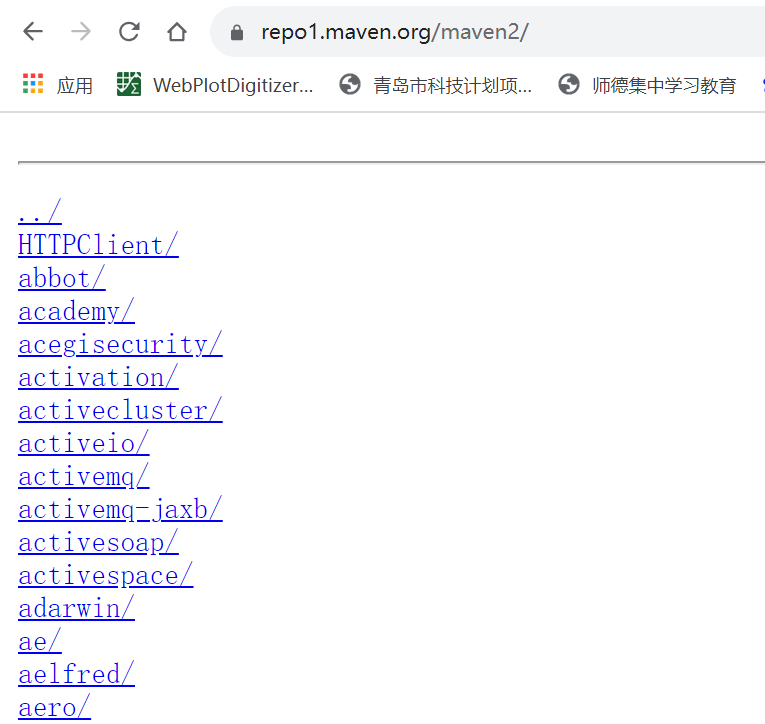 repo1.maven.org/maven2/
应用 WebPlotDigitizer... 青岛市科技计划项... 师德集中学习教育
../
HTTPClient/
abbot/
academy/
acegisecurity/
activation/
activecluster/
activeio/
activemq/
activemq-jaxb/
activesoap/
activespace/
adarwin/
ae/
aelfred/
aero/